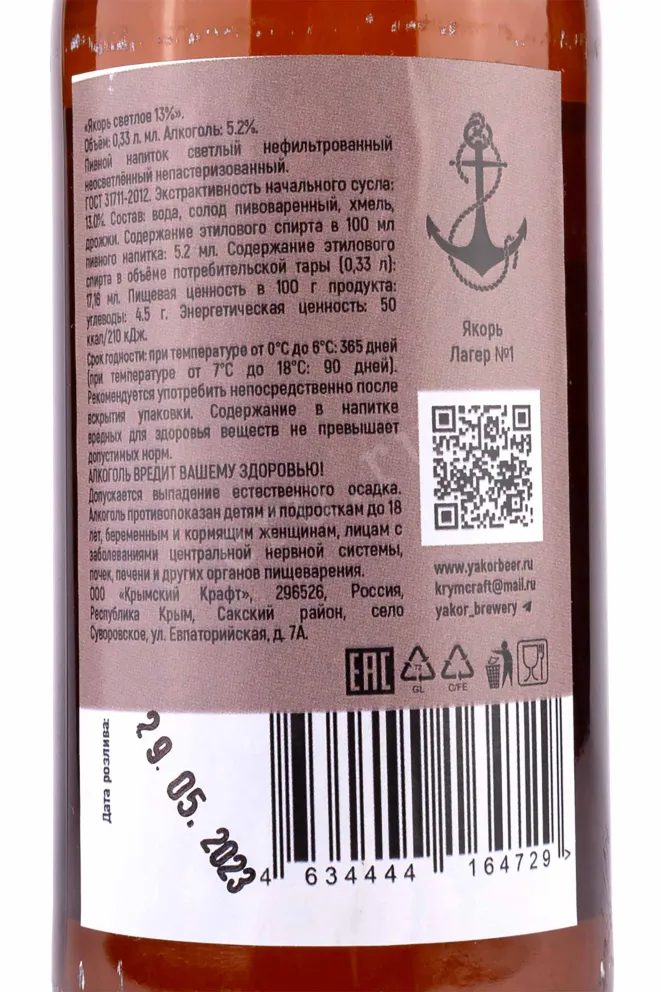 «Якорь светлое 13%».
Объём: 0,33 л. мл. Алкоголь: 5.2%.
Пивной напиток светлый нефильтрованный
неосветлённый непастеризованный.
ГОСТ 31711-2012. Экстрактивность начального сусла:
13.0%. Состав: вода, солод пивоваренный, хмель,
дрожжи. Содержание этилового спирта в 100 мл
пивного напитка: 5.2 мл. Содержание этилового
спирта в объёме потребительской тары (0,33 л):
17,16 мл. Пищевая ценность в 100 г продукта:
углеводы: 4.5 г. Энергетическая ценность: 50
ккал/210 кДж.
Срок годности: при температуре от 0°С до 6°С: 365 дней
(при температуре от 7°С до 18°С: 90 дней).
Рекомендуется употребить непосредственно после
вскрытия упаковки. Содержание в напитке
вредных для здоровья веществ не превышает
допустимых норм.
АЛКОГОЛЬ ВРЕДИТ ВАШЕМУ ЗДОРОВЬЮ!
Допускается выпадение естественного осадка.
Алкоголь противопоказан детям и подросткам до 18
лет, беременным и кормящим женщинам, лицам с
заболеваниями центральной нервной системы,
почек, печени и других органов пищеварения.
ООО «Крымский Крафт», 296526, Россия,
Республика Крым, Сакский район, село
Суворовское, ул. Евпаторийская, д. 7А.
Якорь
Лагер №1
www.yakorbeer.ru
krymcraft@mail.ru
yakor_brewery
EAC
GL
C/FE
Дата розлива:
29.05.2023
4 634444 164729 >